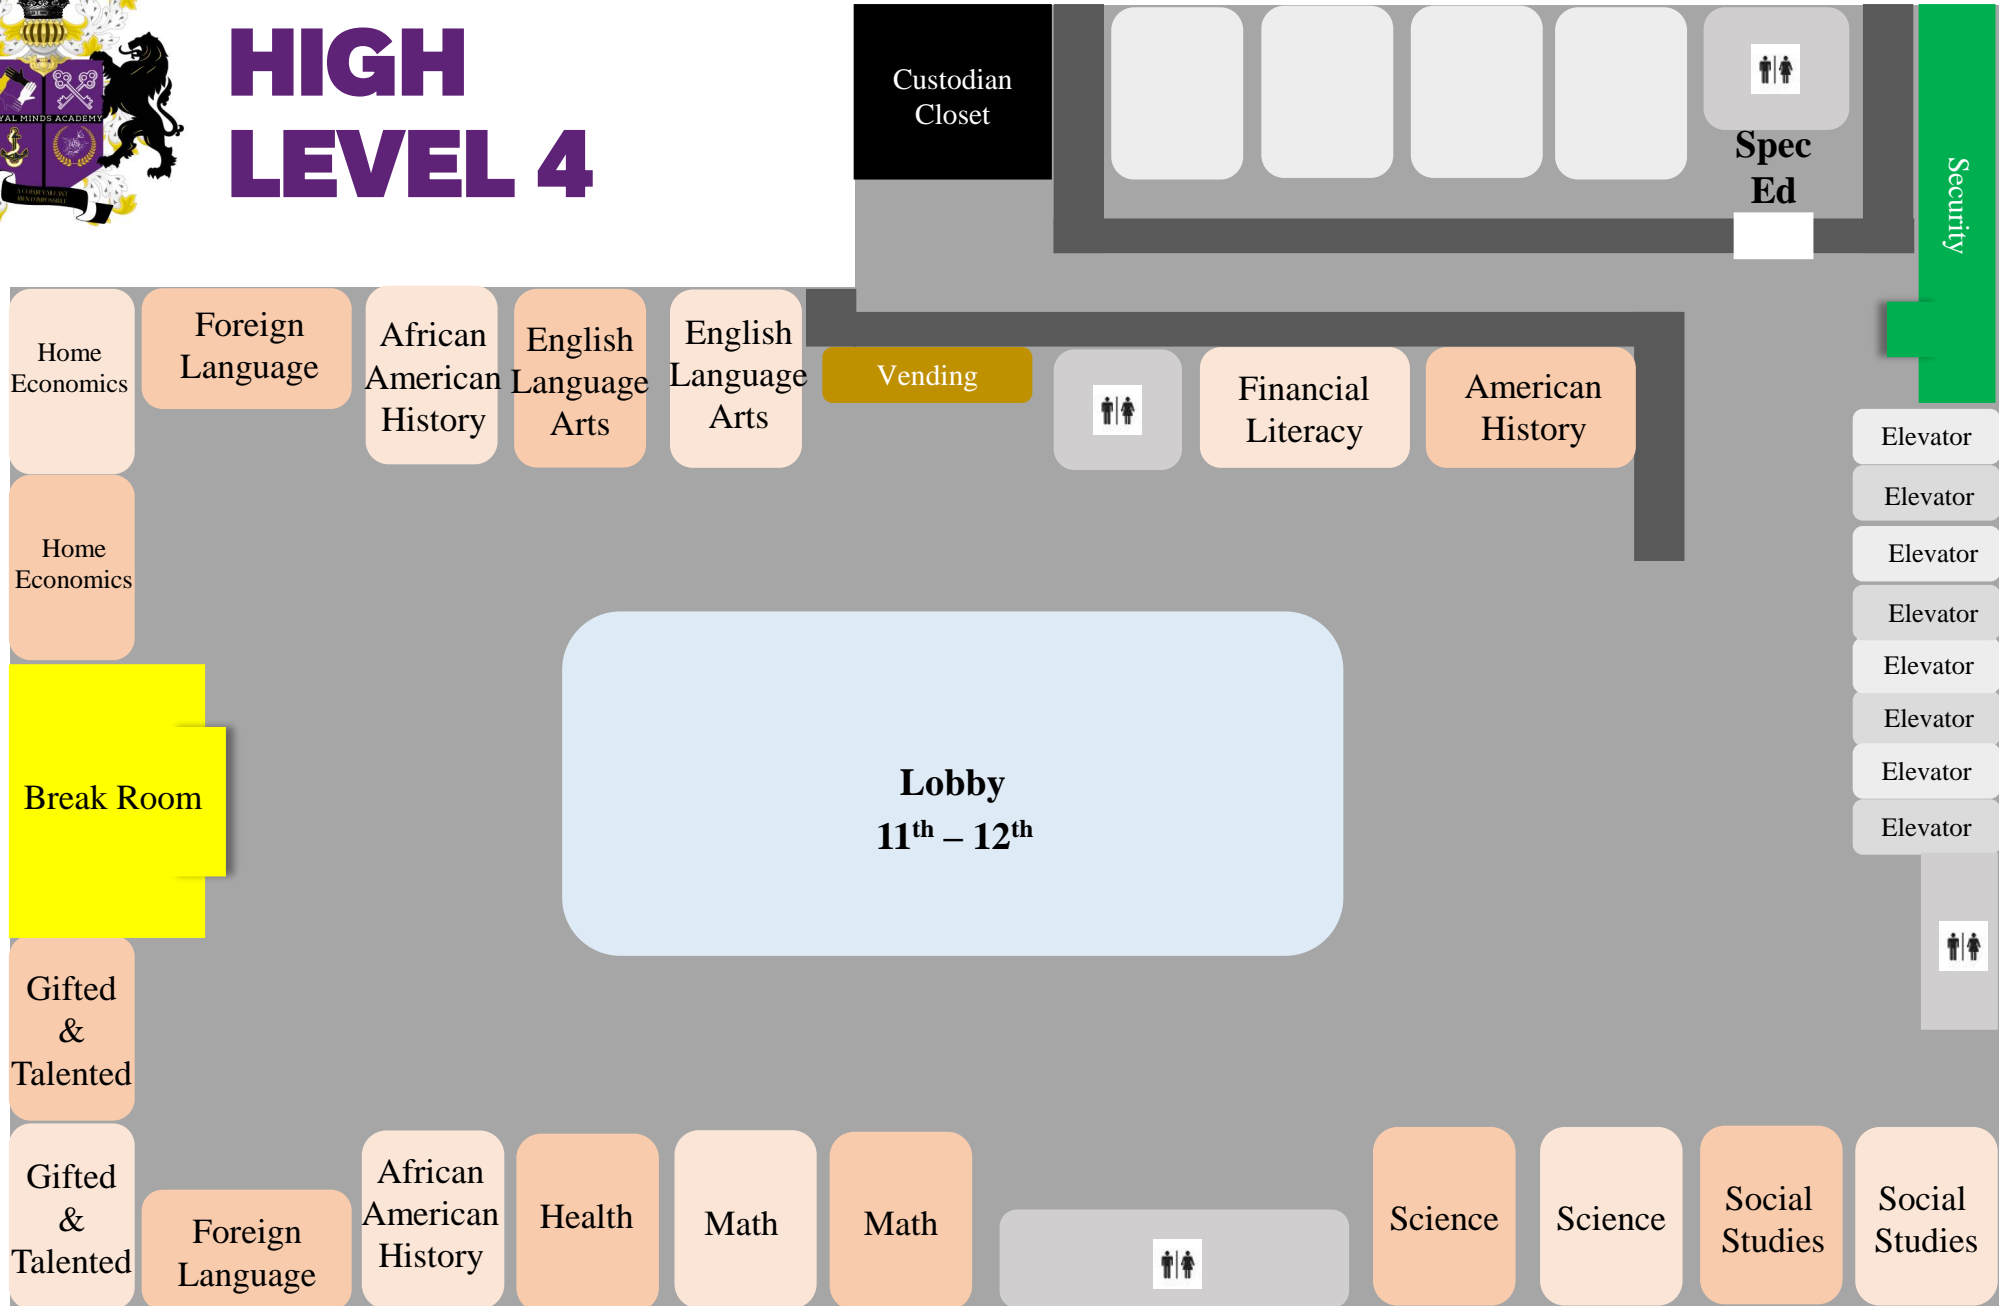 HIGH
LEVEL 4
YAL MINDS ACADEMY
Custodian
Closet
Spec
Ed
Security
Home
Economics
Foreign
Language
African
American
History
English
Language
Arts
English
Language
Arts
Vending
Financial
Literacy
American
History
Elevator
Elevator
Elevator
Elevator
Elevator
Elevator
Elevator
Elevator
Home
Economics
Break Room
Lobby
11th – 12th
Gifted
&
Talented
Gifted
&
Talented
Foreign
Language
African
American
History
Health
Math
Math
Science
Science
Social
Studies
Social
Studies